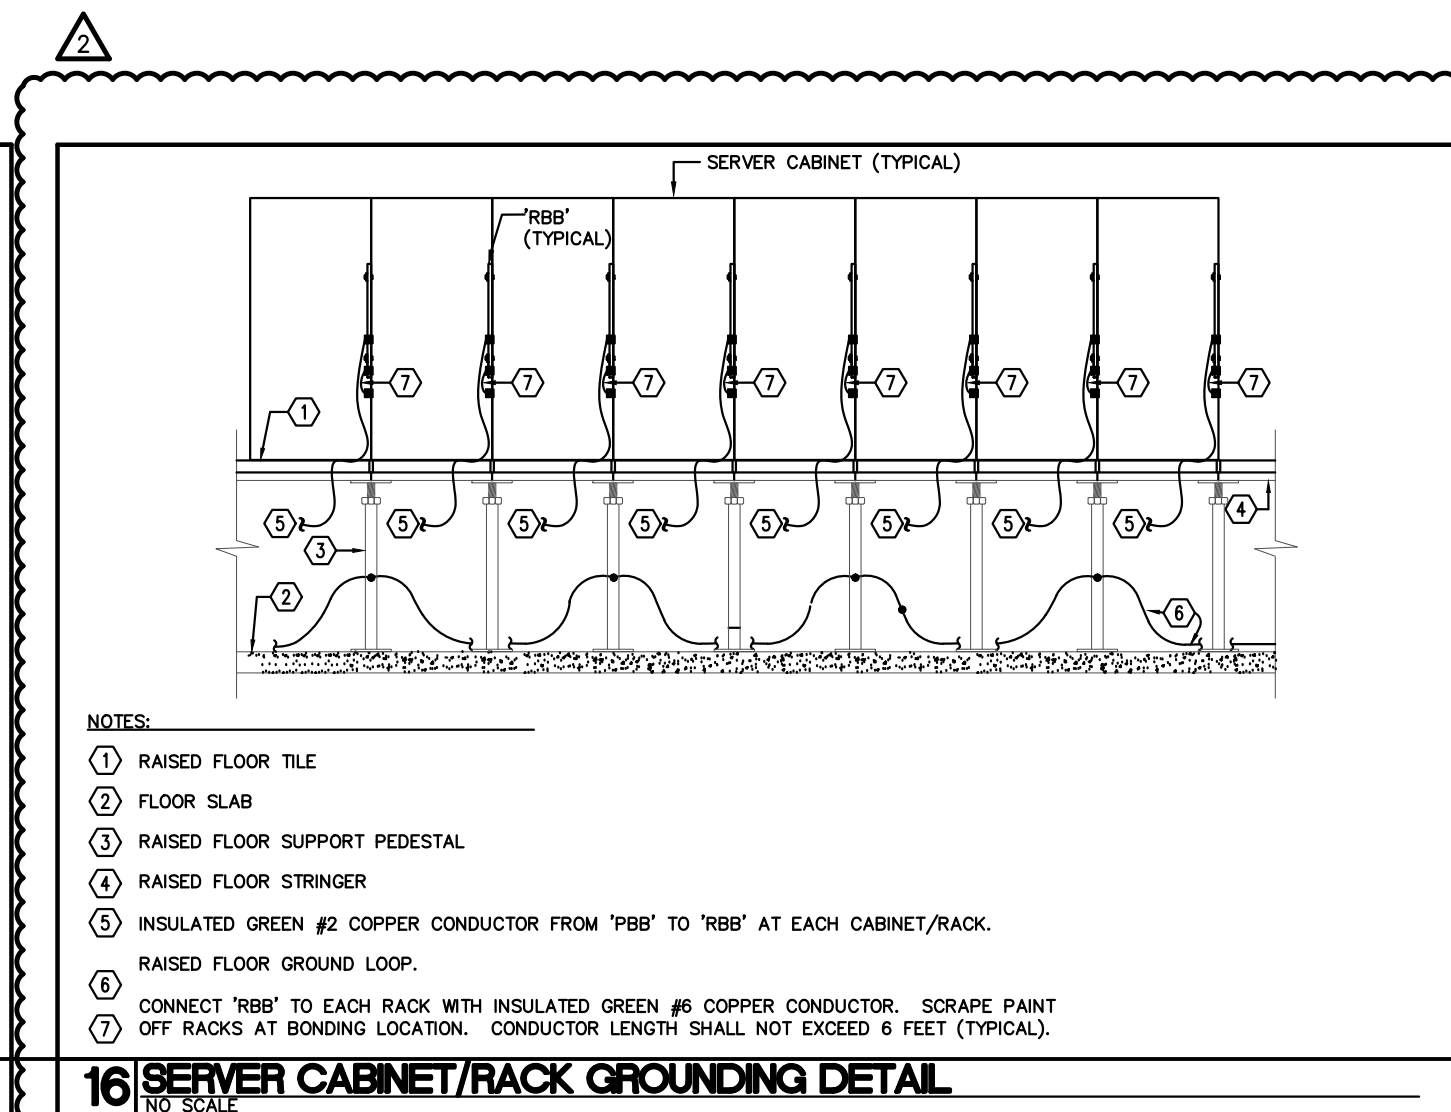 2
SERVER CABINET (TYPICAL)
'RBB'
(TYPICAL)
7 7 7 7 7 7 7 7
1
5 5 5 5 5 5 5 5
4
3
2
6
NOTES:
1 RAISED FLOOR TILE
2 FLOOR SLAB
3 RAISED FLOOR SUPPORT PEDESTAL
4 RAISED FLOOR STRINGER
5 INSULATED GREEN #2 COPPER CONDUCTOR FROM 'PBB' TO 'RBB' AT EACH CABINET/RACK.
RAISED FLOOR GROUND LOOP.
6
CONNECT 'RBB' TO EACH RACK WITH INSULATED GREEN #6 COPPER CONDUCTOR. SCRAPE PAINT
7 OFF RACKS AT BONDING LOCATION. CONDUCTOR LENGTH SHALL NOT EXCEED 6 FEET (TYPICAL).
16 SERVER CABINET/RACK GROUNDING DETAIL
NO SCALE